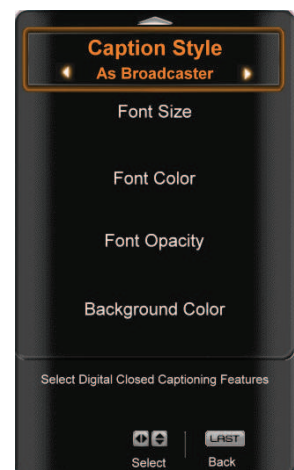 Caption Style
As Broadcaster
Font Size
Font Color
Font Opacity
Background Color
Select Digital Closed Captioning Features
LAST
Select Back